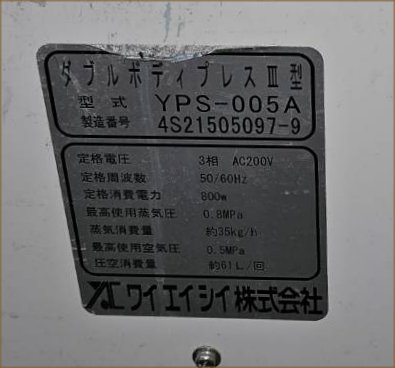 ダブルボディプレスⅢ型
型式 YPS-005A
製造番号 4S21505097-9
定格電圧 3相 AC200V
定格周波数 50/60Hz
定格消費電力 800w
最高使用蒸気圧 0.8MPa
蒸気消費量 約35kg/h
最高使用空気圧 0.5MPa
圧空消費量 約61L/回
ワイエイシイ株式会社